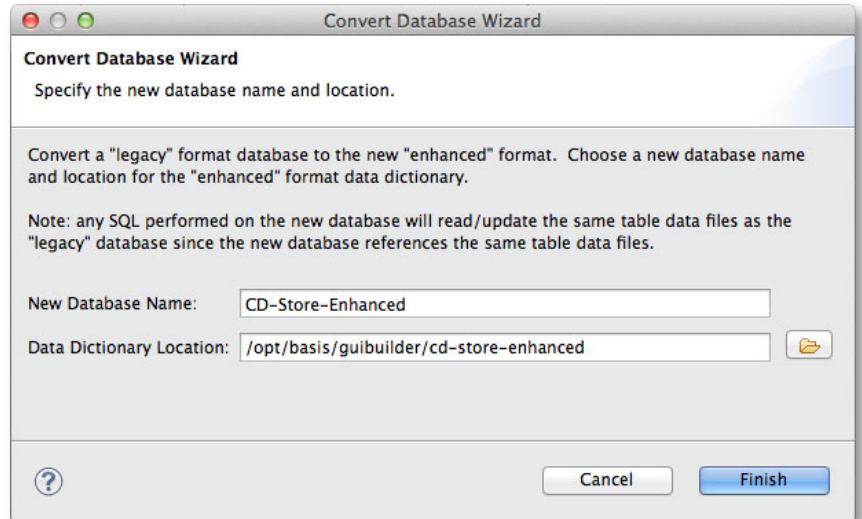 Convert Database Wizard
Convert Database Wizard
Specify the new database name and location.
Convert a "legacy" format database to the new "enhanced" format.  Choose a new database name
and location for the "enhanced" format data dictionary.
Note: any SQL performed on the new database will read/update the same table data files as the
"legacy" database since the new database references the same table data files.
New Database Name: CD-Store-Enhanced
Data Dictionary Location: /opt/basis/guibuilder/cd-store-enhanced
? Cancel Finish